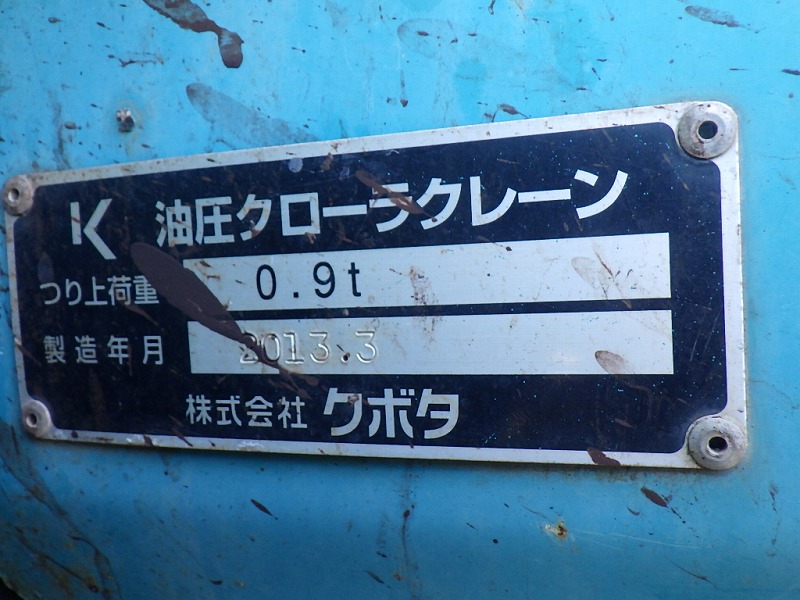 K 油圧クローラクレーン
つり上荷重 0.9t
製造年月 2013.3
株式会社 クボタ